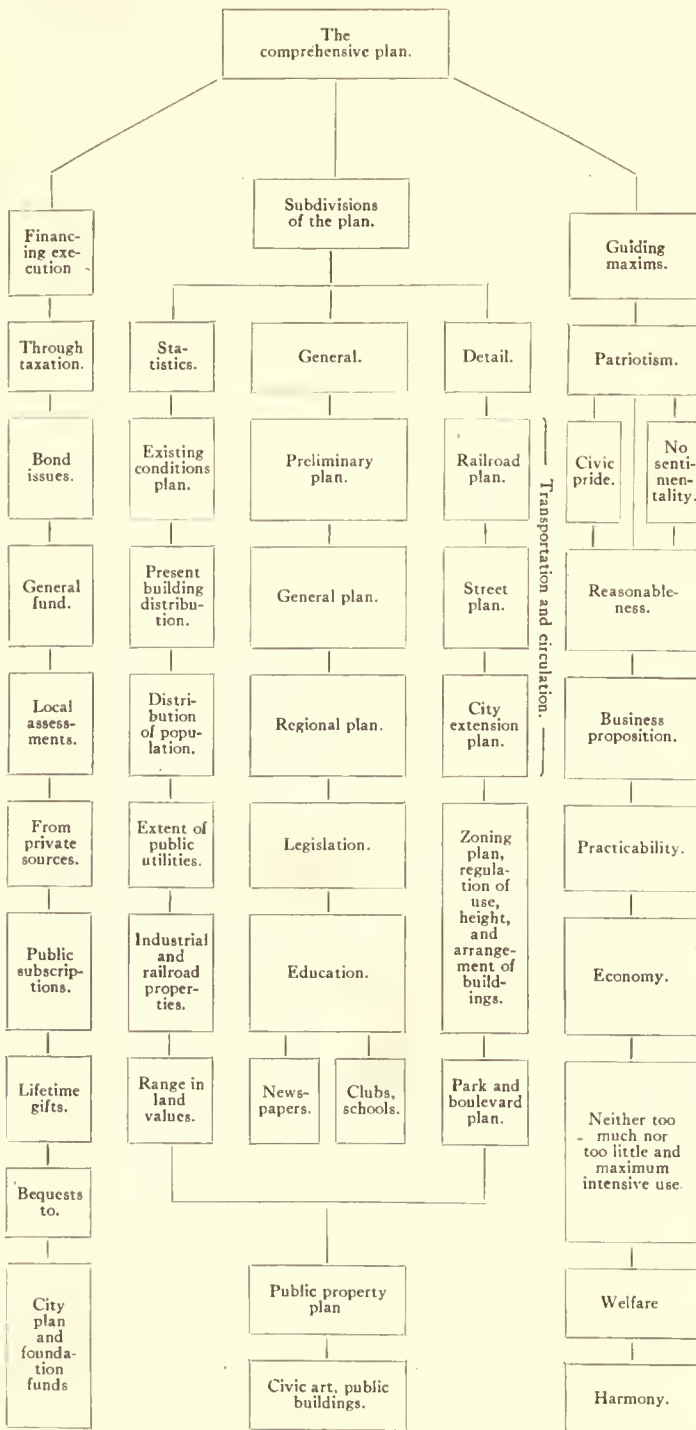 The
comprehensive plan.
Subdivisions
of the plan.
Financ-
ing exe-
cution
Guiding
maxims.
Through
taxation.
Sta-
tistics.
General.
Detail.
Patriotism.
Bond
issues.
Existing
conditions
plan.
Preliminary
plan.
Railroad
plan.
Transportation and circulation.
Civic
pride.
No
senti-
men-
tality.
General
fund.
Present
building
distribu-
tion.
General plan.
Street
plan.
Reasonable-
ness.
Local
assess-
ments.
Distri-
bution
of popu-
lation.
Regional plan.
City
extension
plan.
Business
proposition.
From
private
sources.
Extent of
public
utilities.
Legislation.
Zoning
plan,
regula-
tion of
use,
height,
and
arrange-
ment of
build-
ings.
Practicability.
Public
subscrip-
tions.
Industrial
and
railroad
proper-
ties.
Education.
Economy.
Lifetime
gifts.
Range in
land
values.
News-
papers.
Clubs,
schools.
Park and
boulevard
plan.
Neither too
much nor
too little and
maximum
intensive use.
Bequests
to.
City
plan
and
founda-
tion
funds
Public property
plan
Welfare
Civic art, public
buildings.
Harmony.